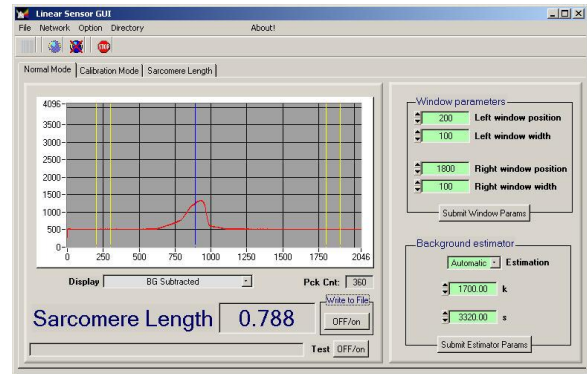 Linear Sensor GUI
File Network Option Directory About!
STOP
Normal Mode Calibration Mode Sarcomere Length
4096
3500
3000
2500
2000
1500
1000
500
0
0 250 500 750 1000 1250 1500 1750 2046
Display BG Subtracted Pck Cnt: 360
Sarcomere Length 0.788
Write to File
OFF/on
Test OFF/on
Window parameters
200 Left window position
100 Left window width
1800 Right window position
100 Right window width
Submit Window Params
Background estimator
Automatic Estimation
1700.00 k
3320.00 s
Submit Estimator Params